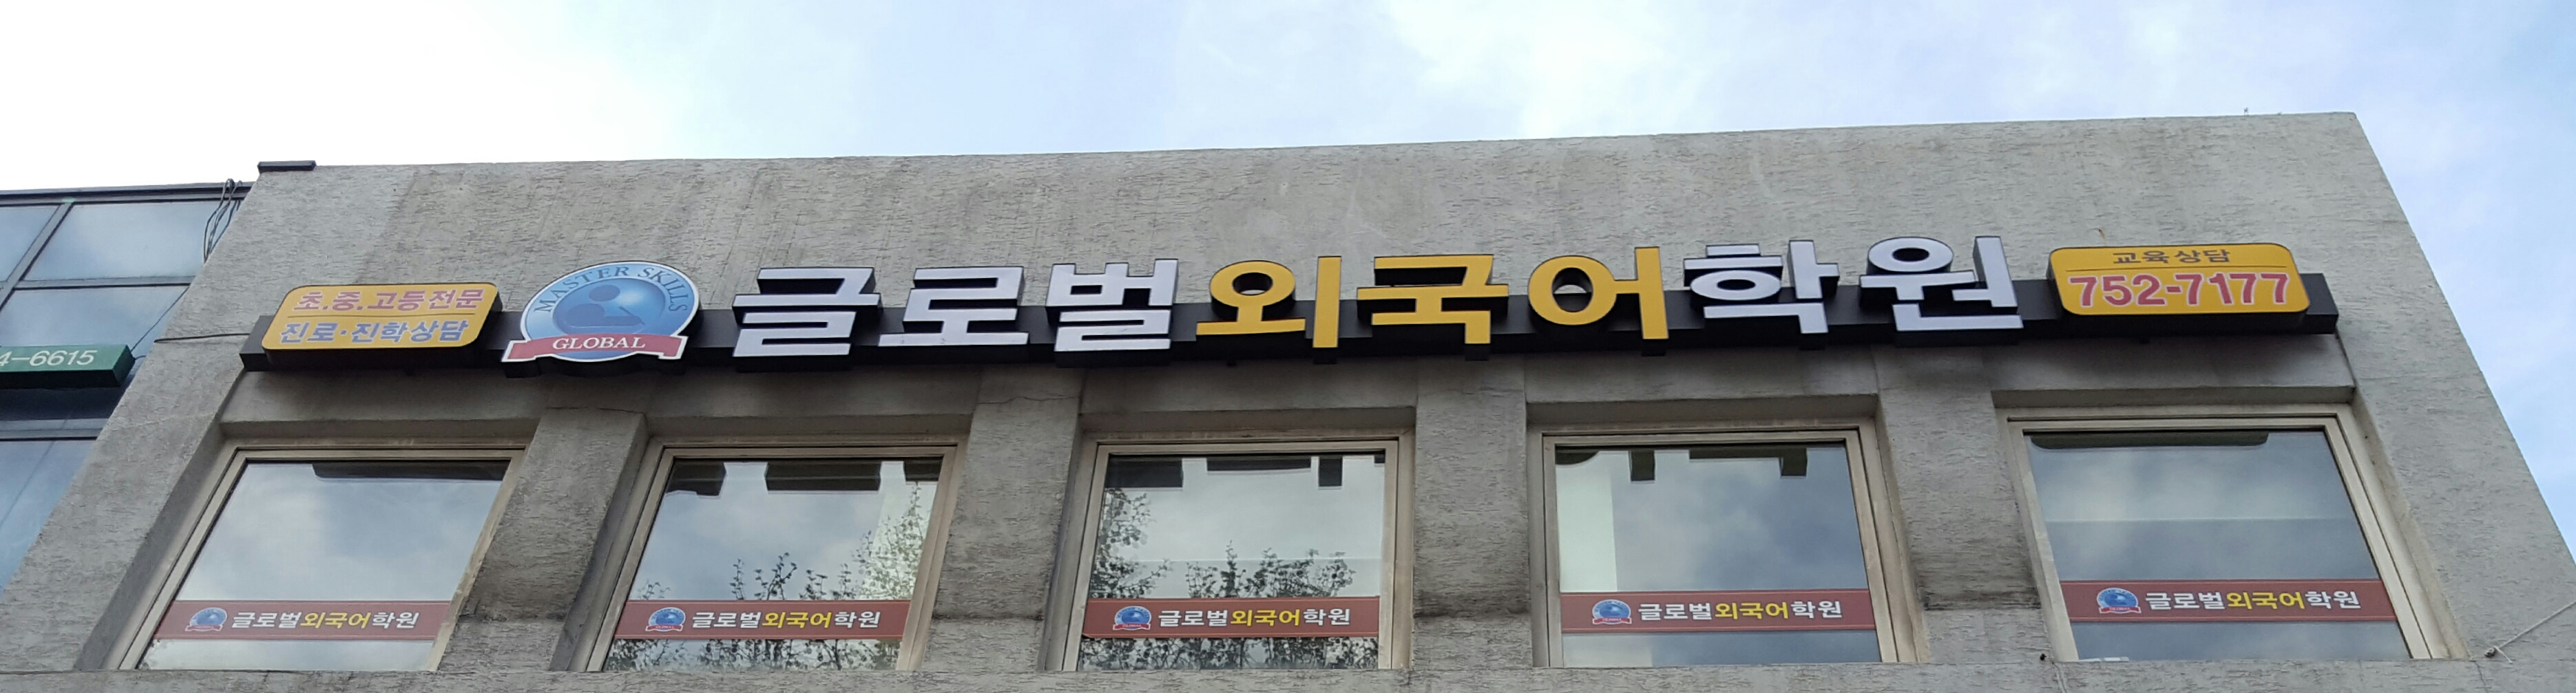 초.중.고등전문
진로·진학상담
MASTER SKILLS
GLOBAL
글로벌외국어학원
교육상담
752-7177
4-6615
글로벌외국어학원
글로벌외국어학원
글로벌외국어학원
글로벌외국어학원
글로벌외국어학원